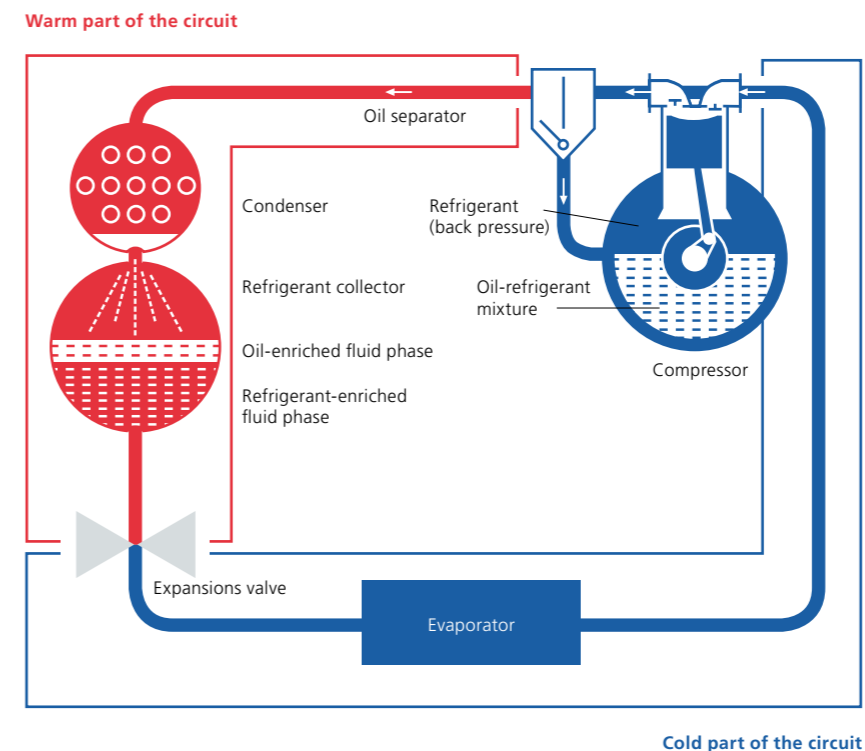 Warm part of the circuit
Oil separator
Condenser
Refrigerant
(back pressure)
Refrigerant collector
Oil-refrigerant
mixture
Oil-enriched fluid phase
Compressor
Refrigerant-enriched
fluid phase
Expansions valve
Evaporator
Cold part of the circuit